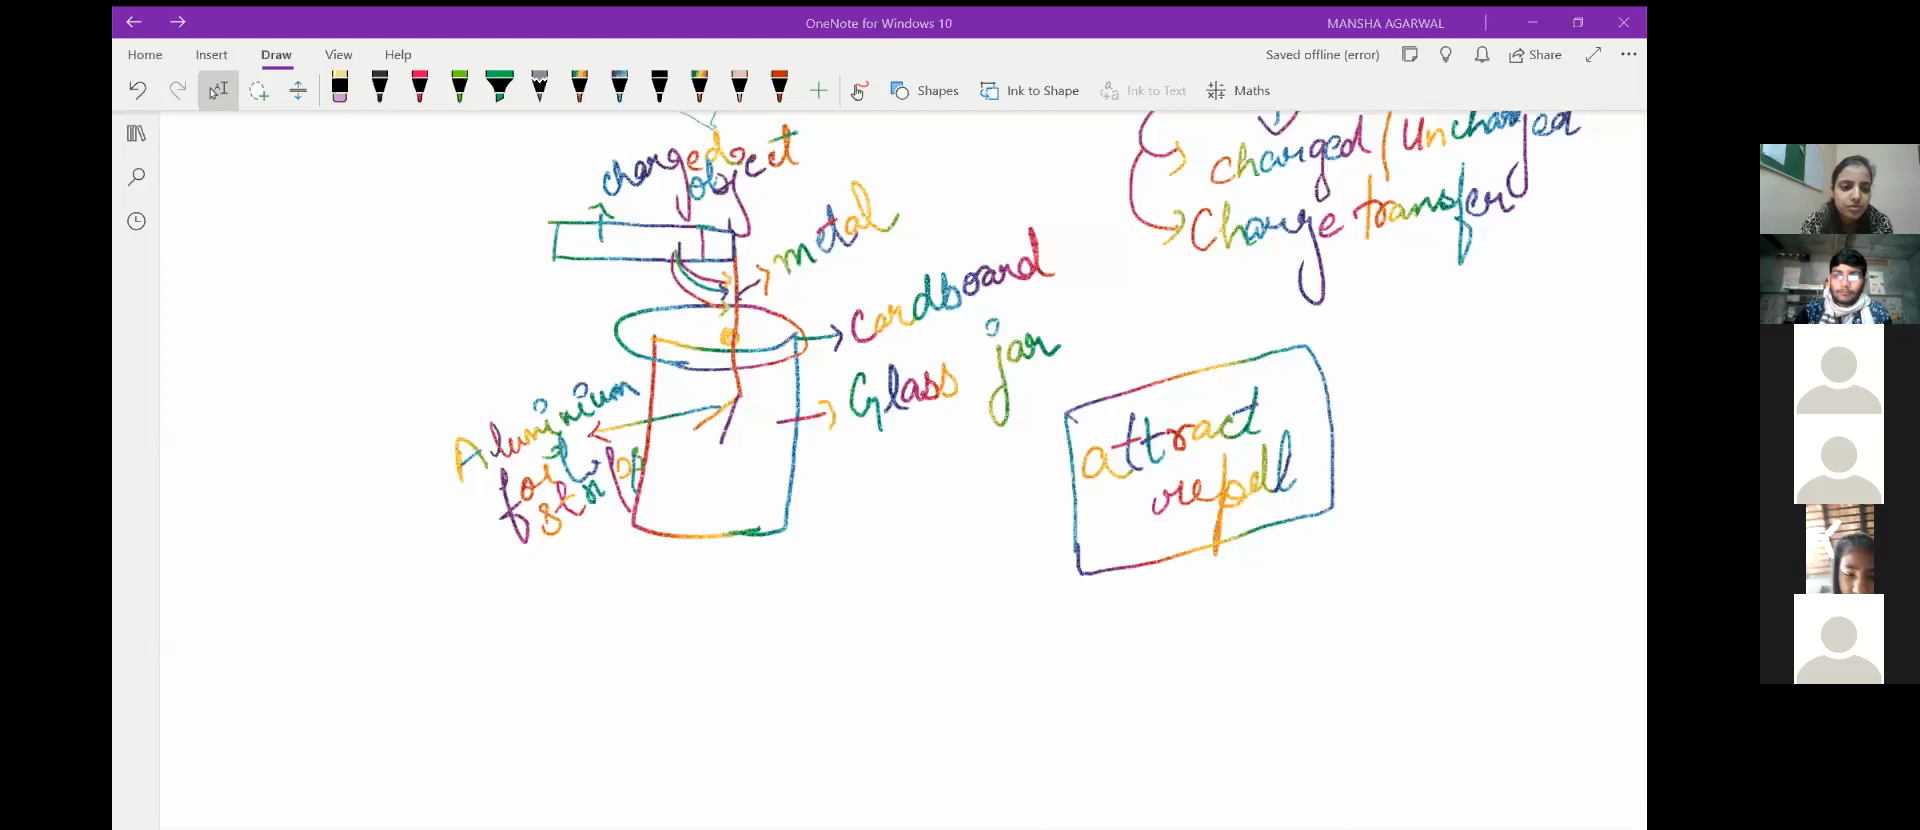 OneNote for Windows 10
MANSHA AGARWAL
Home Insert Draw View Help
Saved offline (error)
Share
Shapes
Ink to Shape
Ink to Text
Maths
charged
object
metal
Cardboard
Glass jar
Aluminium
foil
strip
charged/Uncharged
Charge transfer
attract
repel